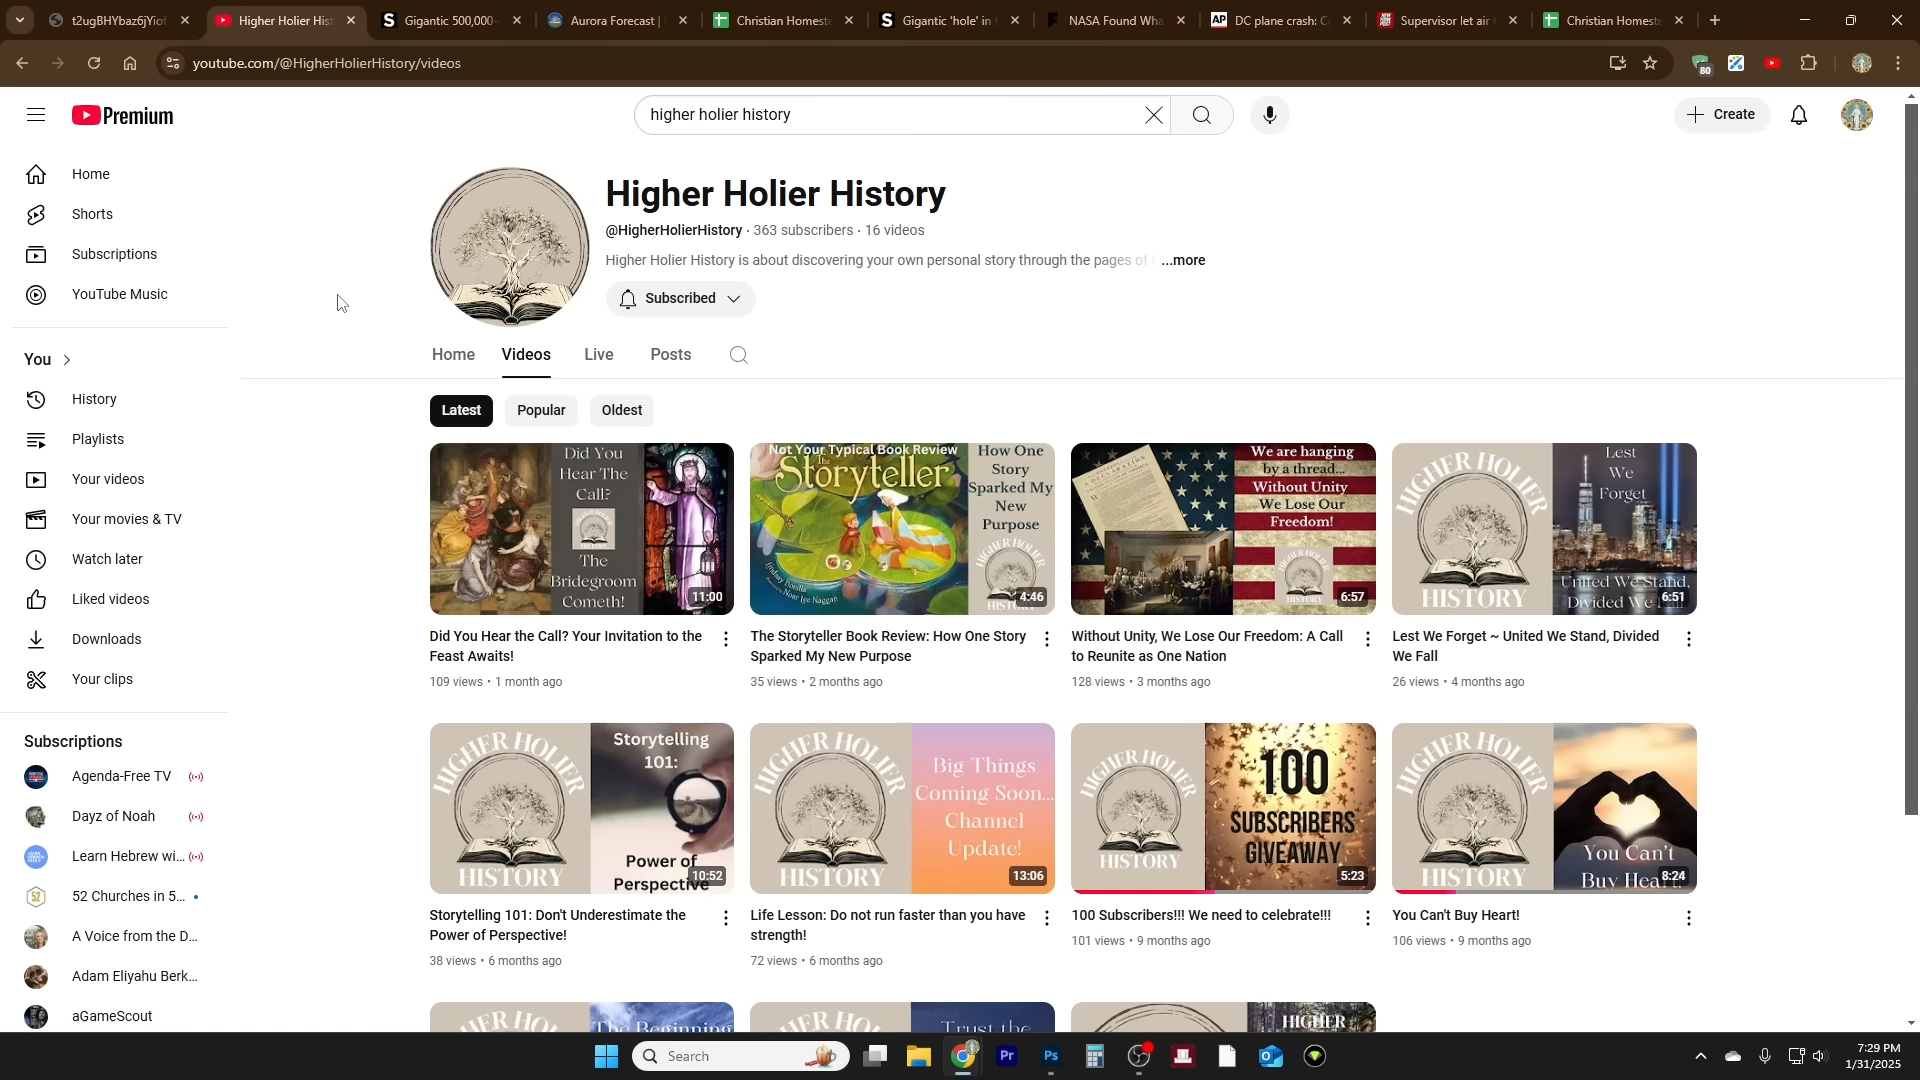 t2ugBHYbaz6jYiof
Higher Holier Hist
Gigantic 500,000-
Aurora Forecast |
Christian Homest
Gigantic 'hole' in
NASA Found Wha
DC plane crash:
Supervisor let air
Christian Homest
youtube.com/@HigherHolierHistory/videos
80
Premium
higher holier history
Create
Home
Shorts
Subscriptions
YouTube Music
You
History
Playlists
Your videos
Your movies & TV
Watch later
Liked videos
Downloads
Your clips
Subscriptions
Agenda-Free TV
Dayz of Noah
Learn Hebrew wi...
52 Churches in 5...
A Voice from the D...
Adam Eliyahu Berk...
aGameScout
Higher Holier History
@HigherHolierHistory · 363 subscribers · 16 videos
Higher Holier History is about discovering your own personal story through the pages of ...more
Subscribed
Home Videos Live Posts
Latest Popular Oldest
Did You
Hear The
Call?
The
Bridegroom
Cometh!
11:00
Did You Hear the Call? Your Invitation to the
Feast Awaits!
109 views • 1 month ago
Not Your Typical Book Review
The
Storyteller
How One
Story
Sparked My
New
Purpose
HIGHER HOLIER
HISTORY
4:46
The Storyteller Book Review: How One Story
Sparked My New Purpose
35 views • 2 months ago
We are hanging
by a thread...
Without Unity
We Lose Our
Freedom!
6:57
Without Unity, We Lose Our Freedom: A Call
to Reunite as One Nation
128 views • 3 months ago
HIGHER HOLIER
HISTORY
Lest
We
Forget
United We Stand,
Divided We
6:51
Lest We Forget ~ United We Stand, Divided
We Fall
26 views • 4 months ago
HIGHER HOLIER
HISTORY
Storytelling
101:
Power of
Perspective
10:52
Storytelling 101: Don't Underestimate the
Power of Perspective!
38 views • 6 months ago
HIGHER HOLIER
HISTORY
Big Things
Coming Soon...
Channel
Update!
13:06
Life Lesson: Do not run faster than you have
strength!
72 views • 6 months ago
HIGHER HOLIER
HISTORY
100
SUBSCRIBERS
GIVEAWAY
5:23
100 Subscribers!!! We need to celebrate!!!
101 views • 9 months ago
HIGHER HOLIER
HISTORY
You Can't
Buy Heart!
8:24
You Can't Buy Heart!
106 views • 9 months ago
HIGHER HOLIER
The Beginning
HIGHER HOLIER
Trust the
HIGHER
Search
7:29 PM
1/31/2025